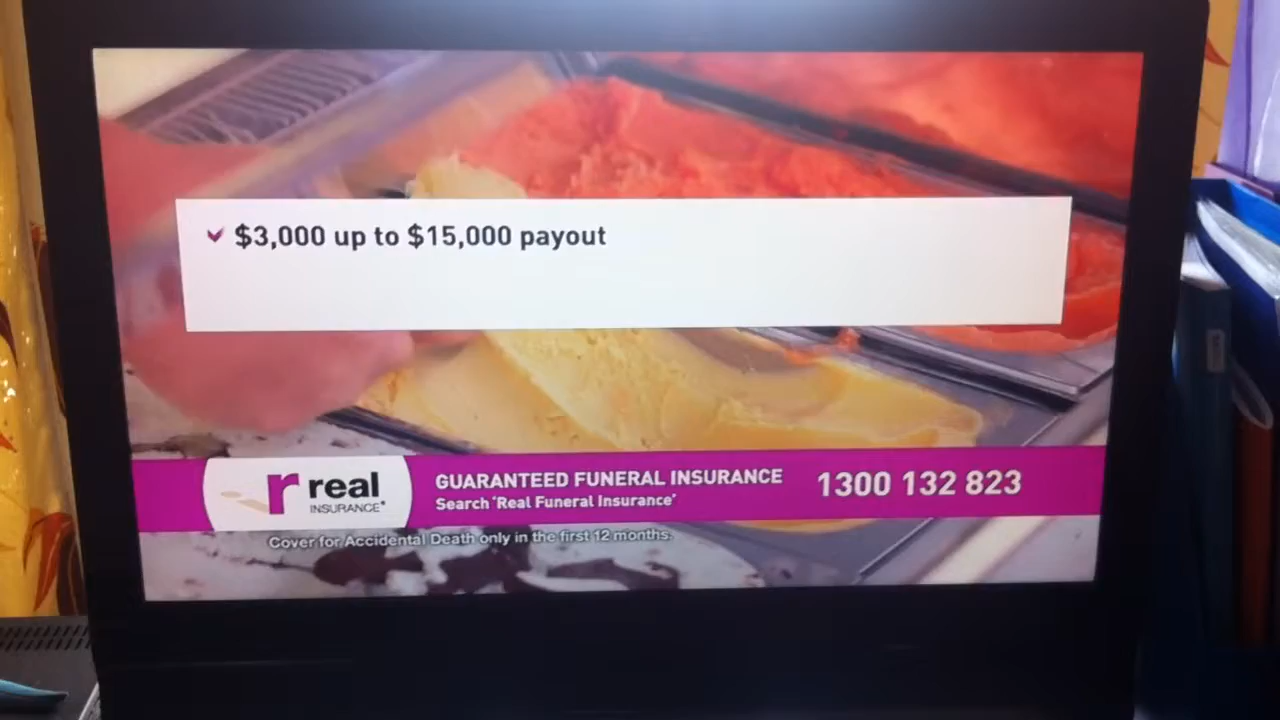 $3,000 up to $15,000 payout
r real
INSURANCE
GUARANTEED FUNERAL INSURANCE
Search 'Real Funeral Insurance'
1300 132 823
Cover for Accidental Death only in the first 12 months.